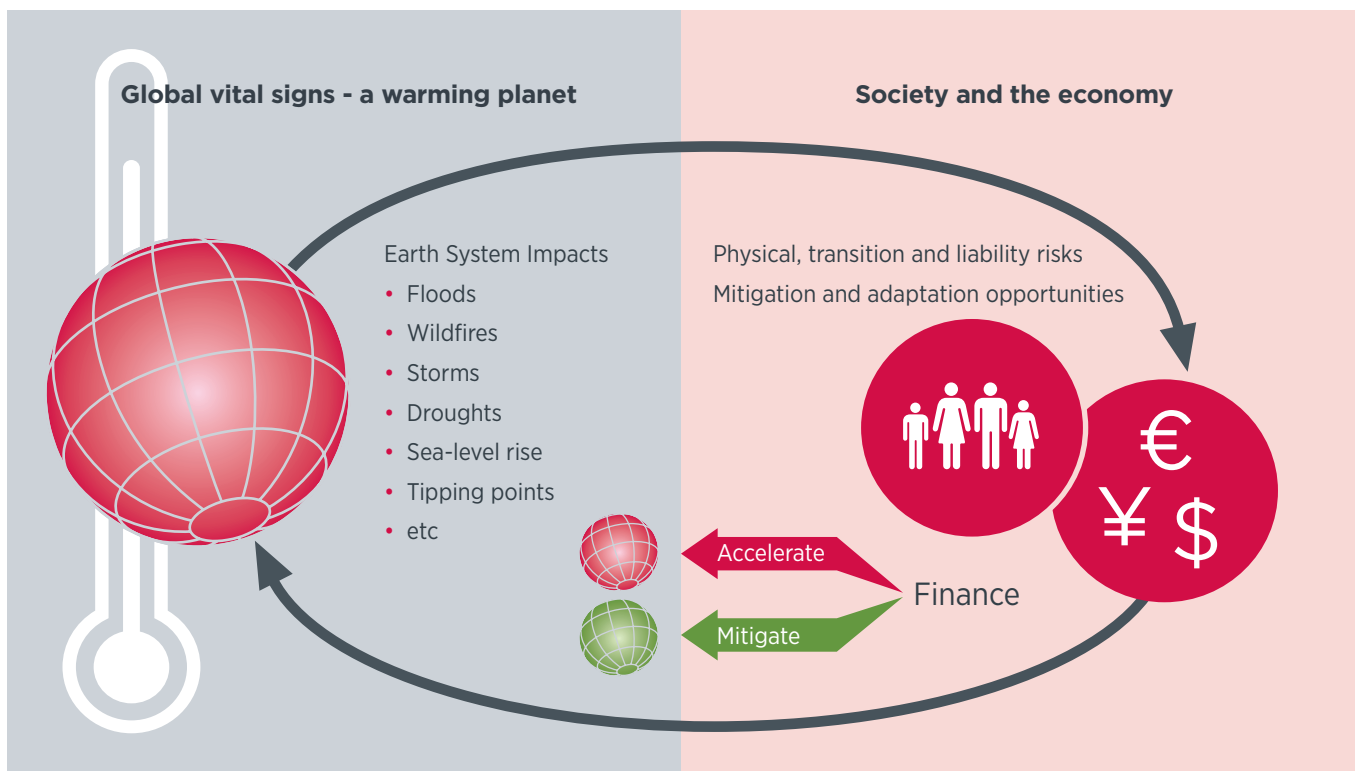 Global vital signs - a warming planet
Society and the economy
Earth System Impacts
• Floods
• Wildfires
• Storms
• Droughts
• Sea-level rise
• Tipping points
• etc
Physical, transition and liability risks
Mitigation and adaptation opportunities
€
¥ $
Accelerate
Finance
Mitigate